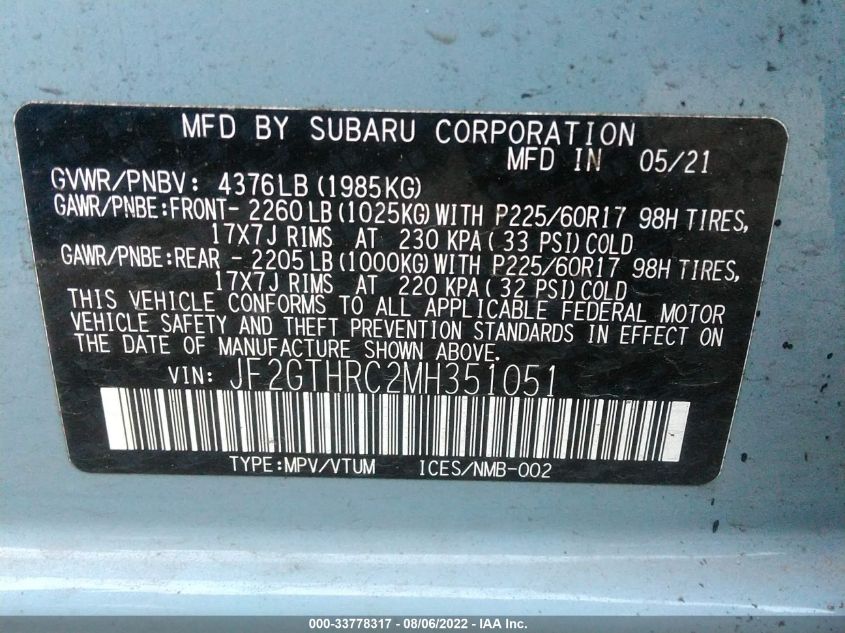 MFD BY SUBARU CORPORATION
MFD IN 05/21
GVWR/PNBV: 4376LB(1985KG)
GAWR/PNBE:FRONT- 2260LB(1025KG)WITH P225/60R17 98H TIRES,
17X7J RIMS AT 230 KPA( 33 PSI)COLD
GAWR/PNBE:REAR - 2205LB(1000KG)WITH P225/60R17 98H TIRES,
17X7J RIMS AT 220 KPA( 32 PSI)COLD
THIS VEHICLE CONFORMS TO ALL APPLICABLE FEDERAL MOTOR
VEHICLE SAFETY AND THEFT PREVENTION STANDARDS IN EFFECT ON
THE DATE OF MANUFACTURE SHOWN ABOVE.
VIN: JF2GTHRC2MH351051
TYPE:MPV/VTUM ICES/NMB-002
000-33778317 - 08/06/2022 - IAA Inc.